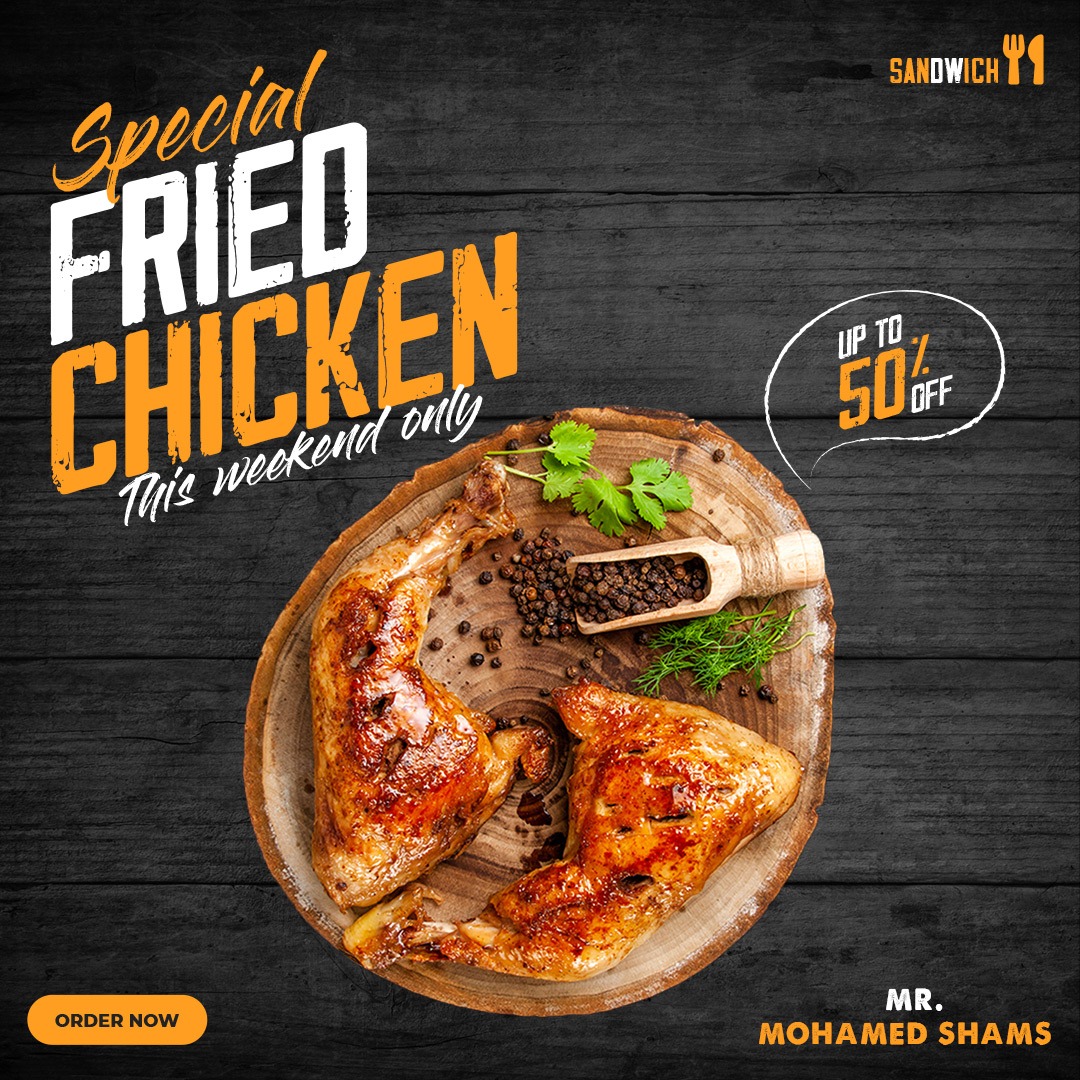 Special
FRIED
CHICKEN
This weekend only
SANDWICH
UP TO
50%
OFF
ORDER NOW
MR.
MOHAMED SHAMS